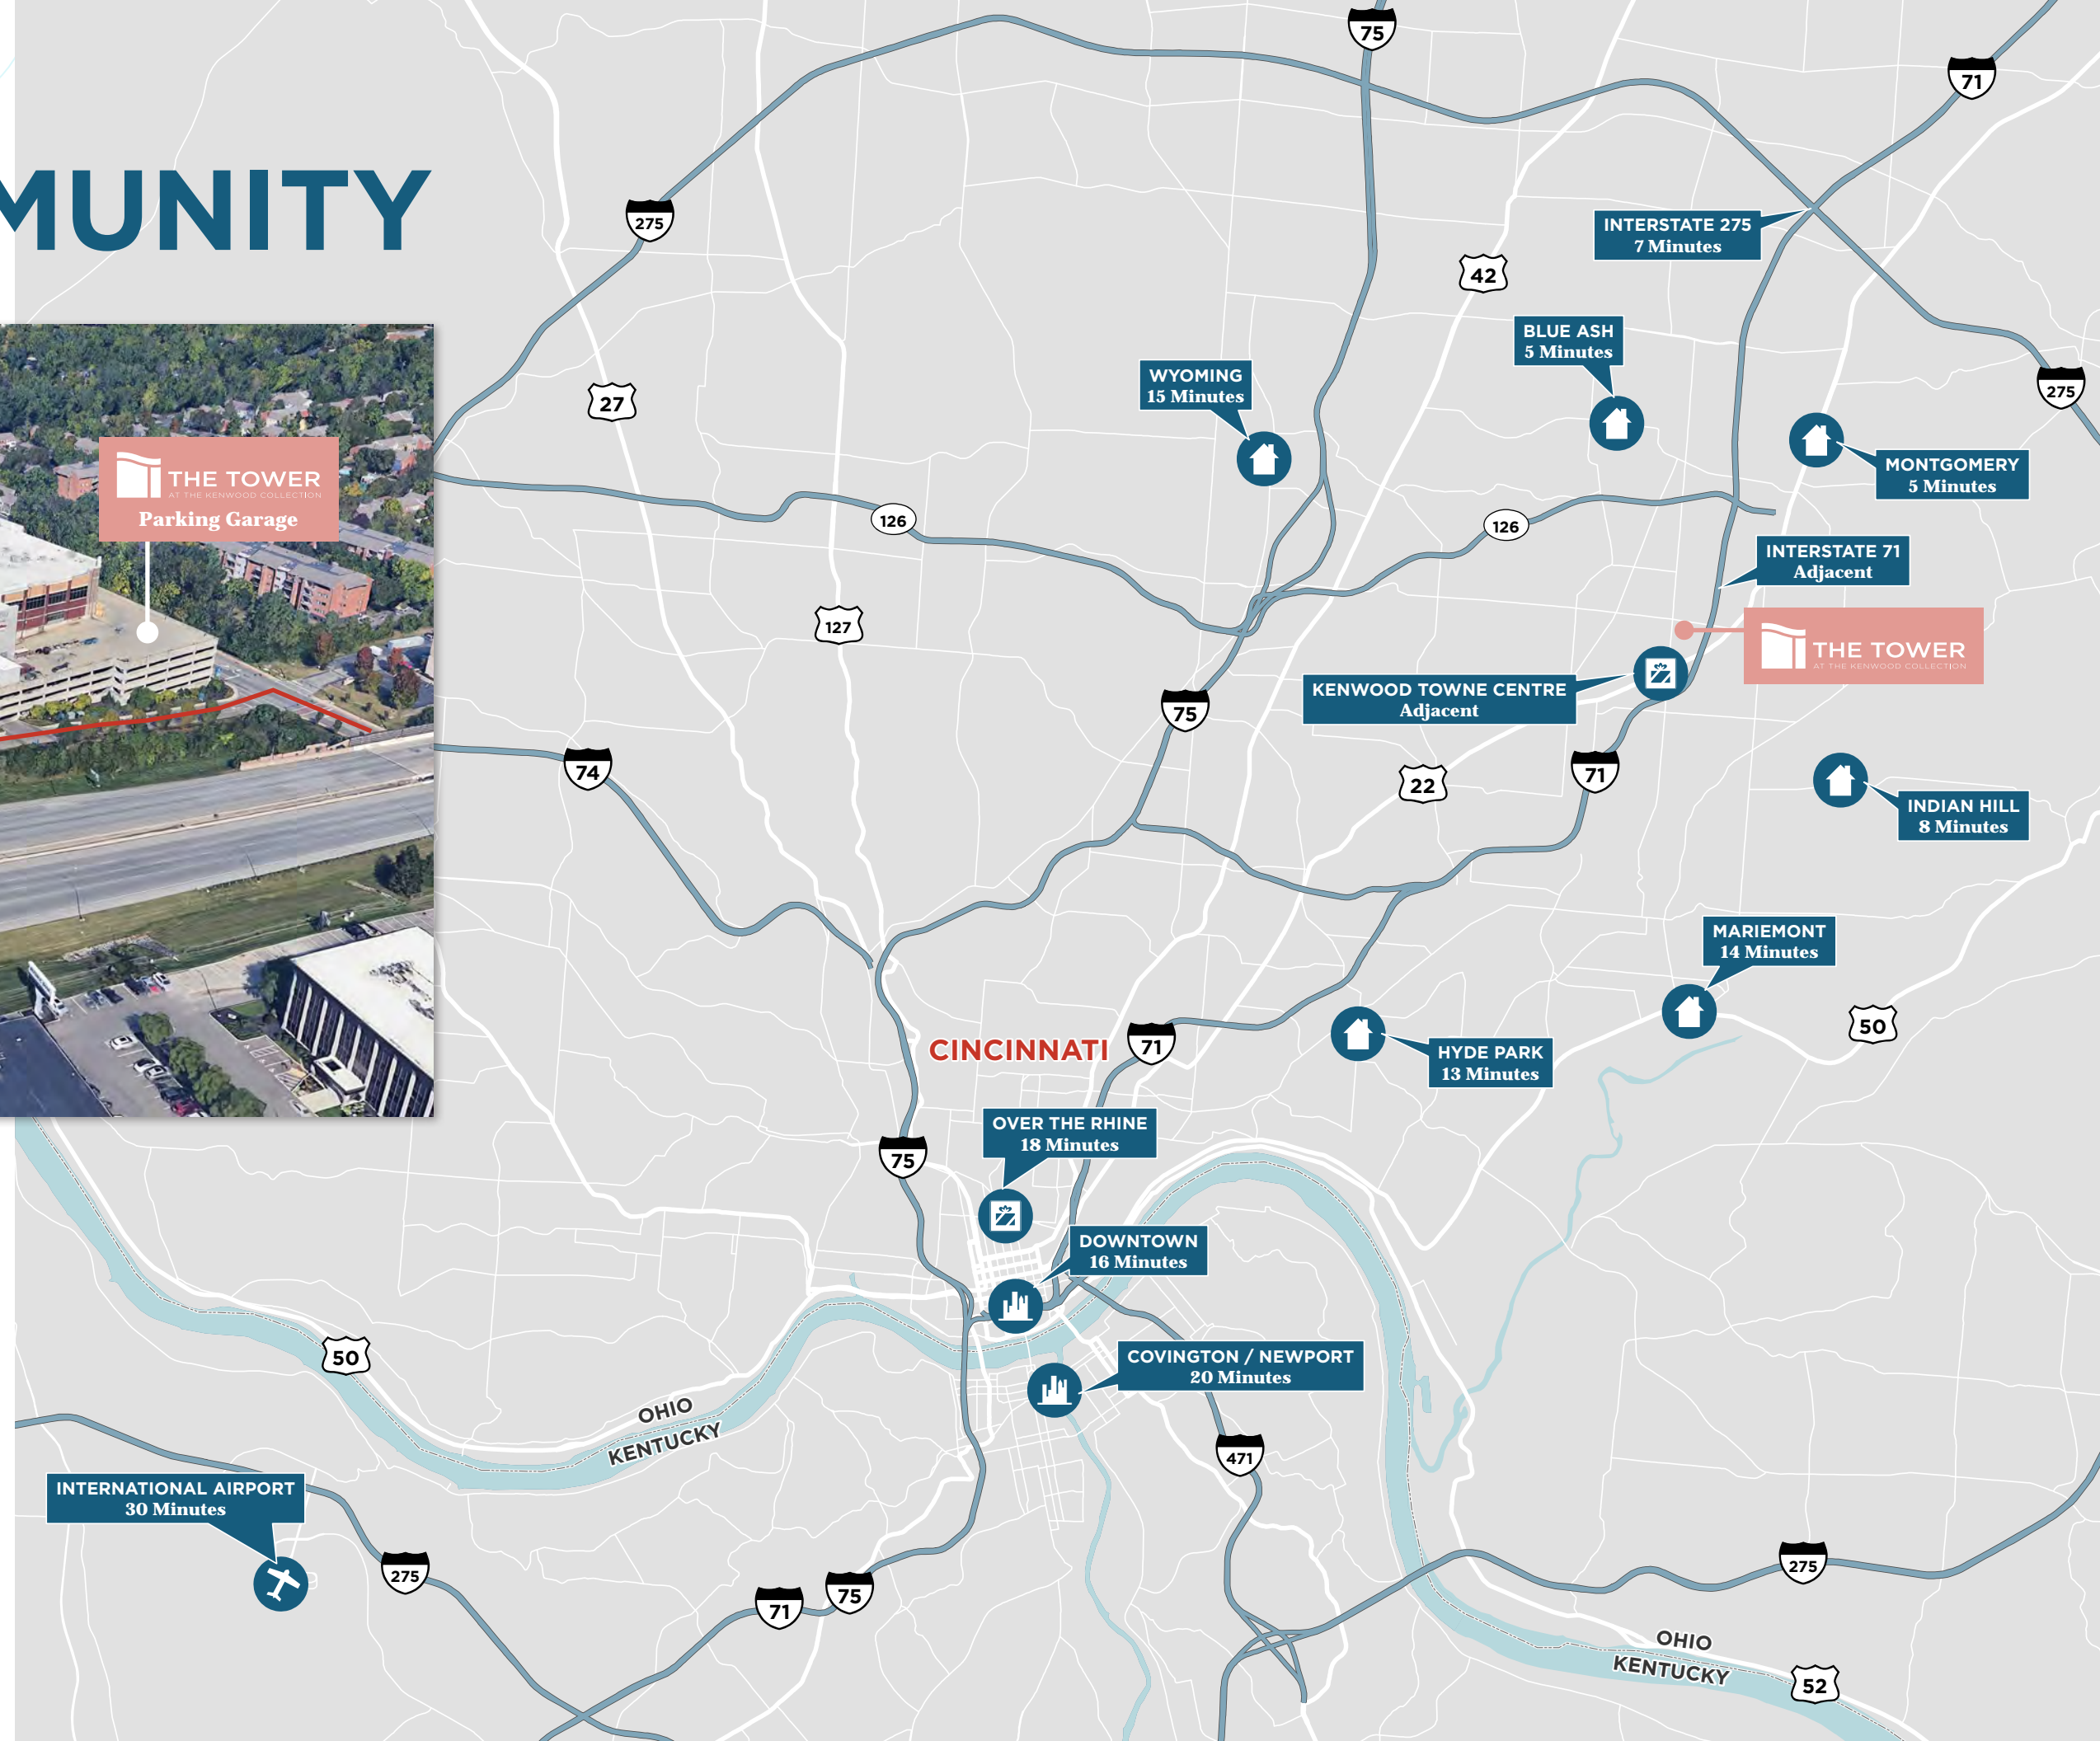 MUNITY
THE TOWER
AT THE KENWOOD COLLECTION
Parking Garage
75
71
275
INTERSTATE 275
7 Minutes
42
BLUE ASH
5 Minutes
WYOMING
15 Minutes
27
275
MONTGOMERY
5 Minutes
126
126
INTERSTATE 71
Adjacent
127
THE TOWER
AT THE KENWOOD COLLECTION
KENWOOD TOWNE CENTRE
Adjacent
75
74
71
22
INDIAN HILL
8 Minutes
MARIEMONT
14 Minutes
50
CINCINNATI
71
HYDE PARK
13 Minutes
OVER THE RHINE
18 Minutes
75
DOWNTOWN
16 Minutes
50
COVINGTON / NEWPORT
20 Minutes
OHIO
KENTUCKY
471
INTERNATIONAL AIRPORT
30 Minutes
275
275
75
71
OHIO
KENTUCKY
52